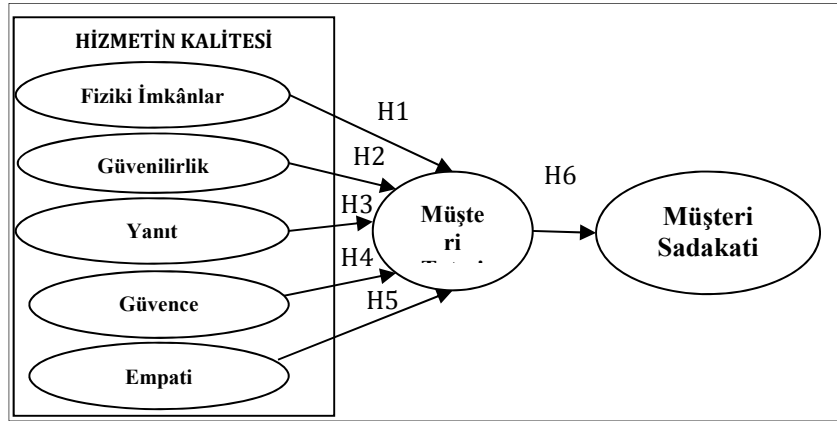 HİZMETİN KALİTESİ
Fiziki İmkânlar
H1
Güvenilirlik
H2
H6
Yanıt
H3
Müşte
ri
Müşteri
Sadakati
Güvence
H4
H5
Empati